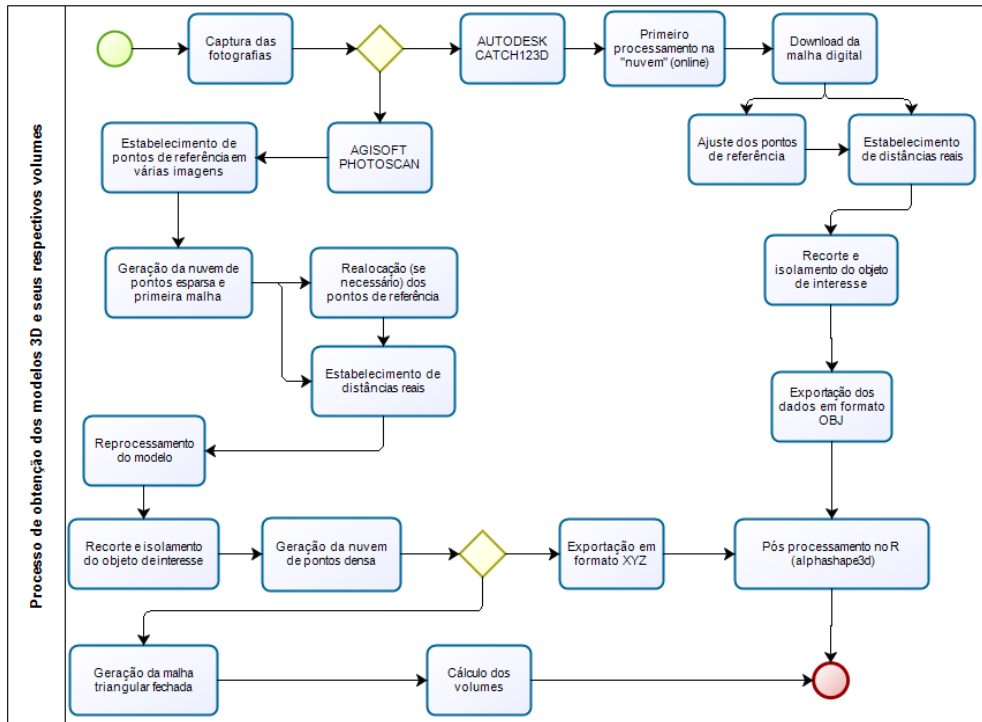 Processo de obtenção dos modelos 3D e seus respectivos volumes
Captura das
fotografias
AUTODESK
CATCH123D
Primeiro
processamento na
"nuvem" (online)
Download da
malha digital
Estabelecimento de
pontos de referência em
várias imagens
AGISOFT
PHOTOSCAN
Ajuste dos pontos
de referência
Estabelecimento
de distâncias reais
Geração da nuvem de
pontos esparsa e
primeira malha
Realocação (se
necessário) dos
pontos de referência
Recorte e
isolamento do objeto
de interesse
Estabelecimento de
distâncias reais
Exportação dos
dados em formato
OBJ
Reprocessamento
do modelo
Recorte e isolamento
do objeto de interesse
Geração da nuvem
de pontos densa
Exportação em
formato XYZ
Pós processamento no R
(alphashape3d)
Geração da malha
triangular fechada
Cálculo dos
volumes